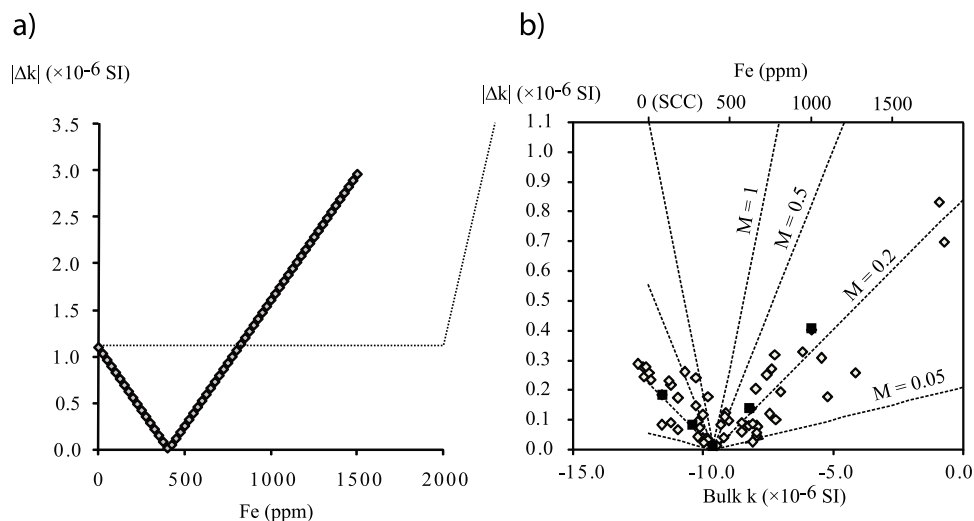 a)
|Δk| (×10-6 SI)
3.5
3.0
2.5
2.0
1.5
1.0
0.5
0.0
0 500 1000 1500 2000
Fe (ppm)
b)
Fe (ppm)
|Δk| (×10-6 SI)
0 (SCC) 500 1000 1500
1.1
1.0
0.9
0.8
0.7
0.6
0.5
0.4
0.3
0.2
0.1
0.0
M = 1
M = 0.5
M = 0.2
M = 0.05
-15.0 -10.0 -5.0 0.0
Bulk k (×10-6 SI)